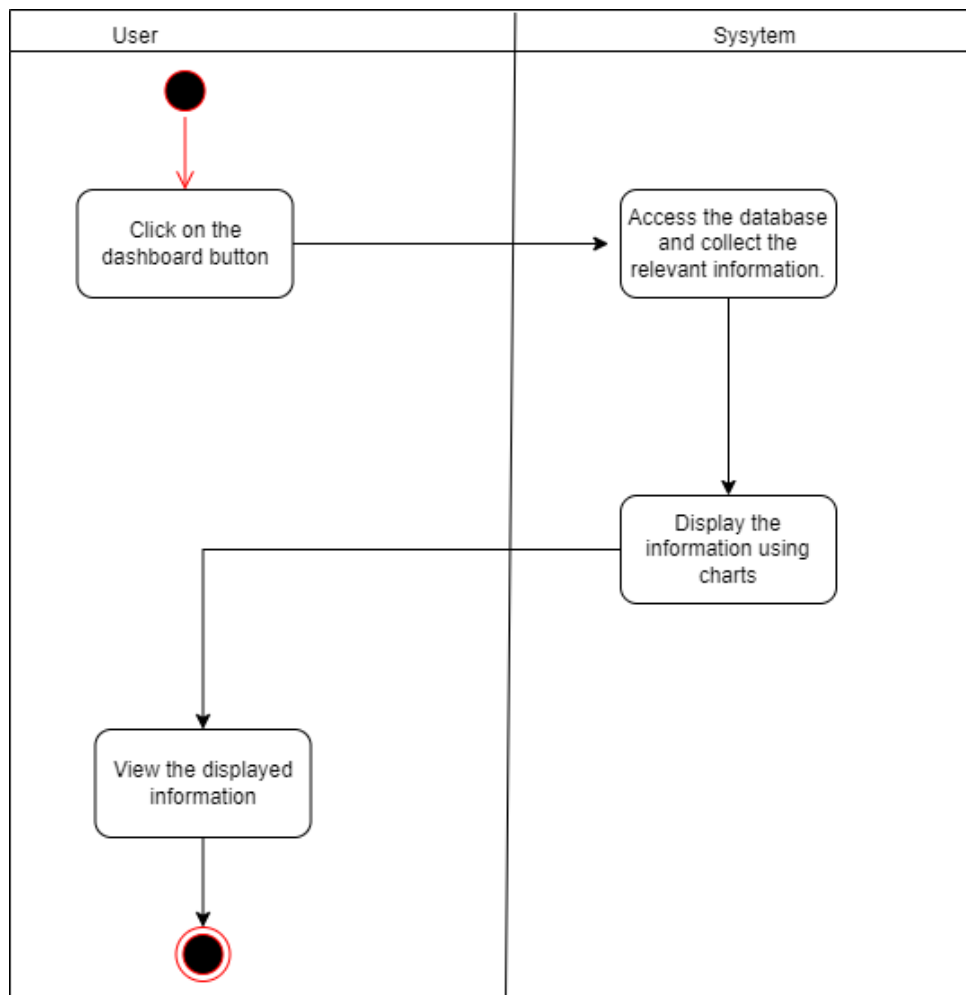 User
Sysytem
Click on the
dashboard button
Access the database
and collect the
relevant information.
Display the
information using
charts
View the displayed
information